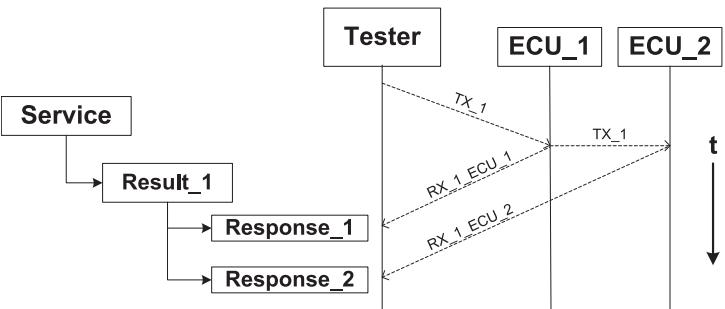 Tester
ECU_1
ECU_2
Service
TX_1
TX_1
t
Result_1
RX_1_ECU_1
Response_1
RX_1_ECU_2
Response_2